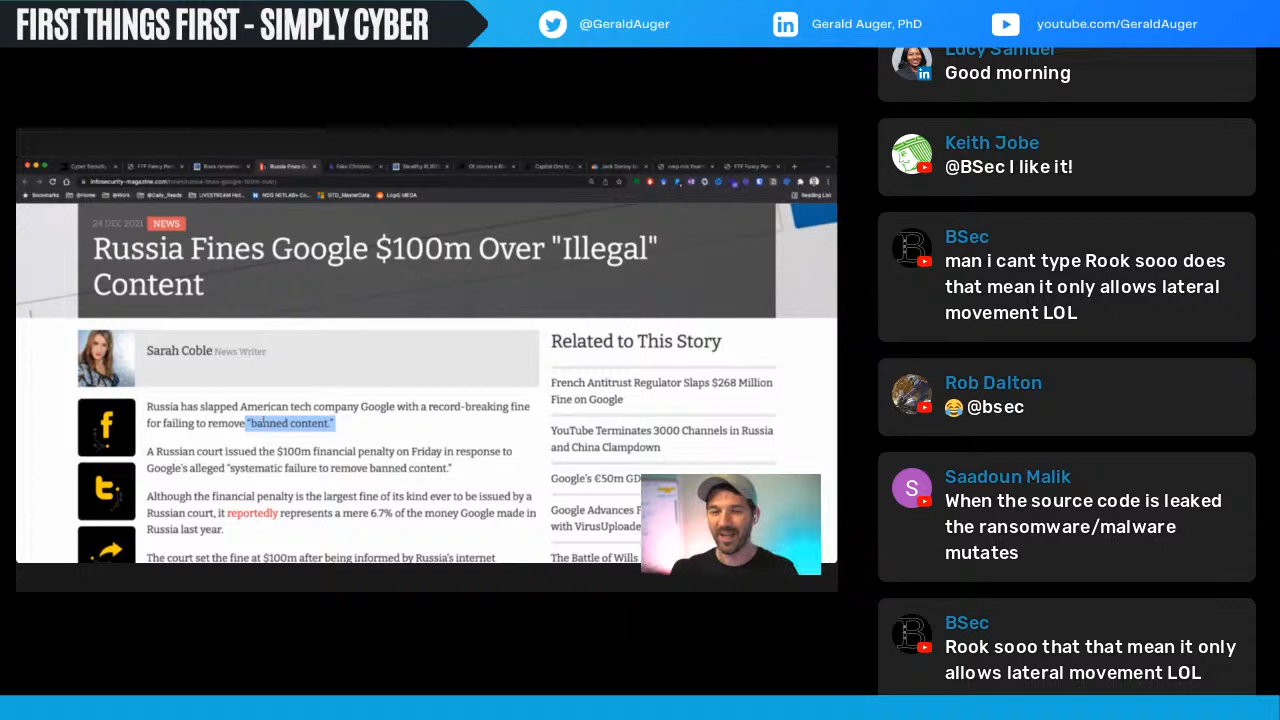 FIRST THINGS FIRST - SIMPLY CYBER
@GeraldAuger
Gerald Auger, PhD
youtube.com/GeraldAuger
infosecurity-magazine.com
Bookmarks
Reading List
24 DEC 2021 NEWS
Russia Fines Google $100m Over "Illegal"
Content
Sarah Coble News Writer
Russia has slapped American tech company Google with a record-breaking fine
for failing to remove "banned content."
A Russian court issued the $100m financial penalty on Friday in response to
Google's alleged "systematic failure to remove banned content."
Although the financial penalty is the largest fine of its kind ever to be issued by a
Russian court, it reportedly represents a mere 6.7% of the money Google made in
Russia last year.
The court set the fine at $100m after being informed by Russia's internet
Related to This Story
French Antitrust Regulator Slaps $268 Million
Fine on Google
YouTube Terminates 3000 Channels in Russia
and China Clampdown
Google's €50m GD
Google Advances F
with VirusUploade
The Battle of Wills
Lucy Samuel
Good morning
Keith Jobe
@BSec I like it!
BSec
man i cant type Rook sooo does
that mean it only allows lateral
movement LOL
Rob Dalton
😂 @bsec
Saadoun Malik
When the source code is leaked
the ransomware/malware
mutates
BSec
Rook sooo that that mean it only
allows lateral movement LOL